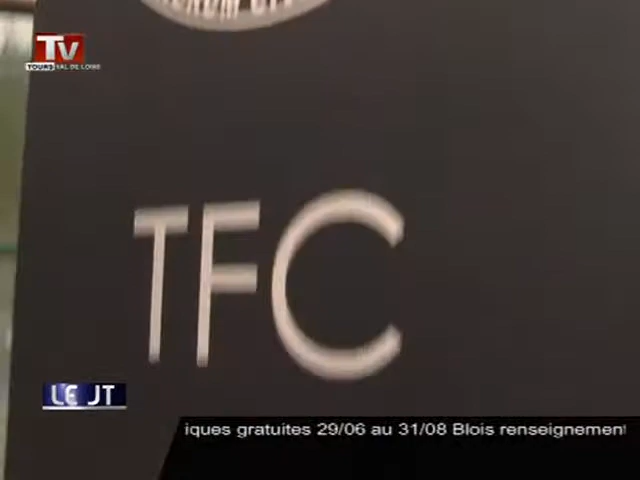 TV
TOURS VAL DE LOIRE
TFC
LE JT
iques gratuites 29/06 au 31/08 Blois renseignement